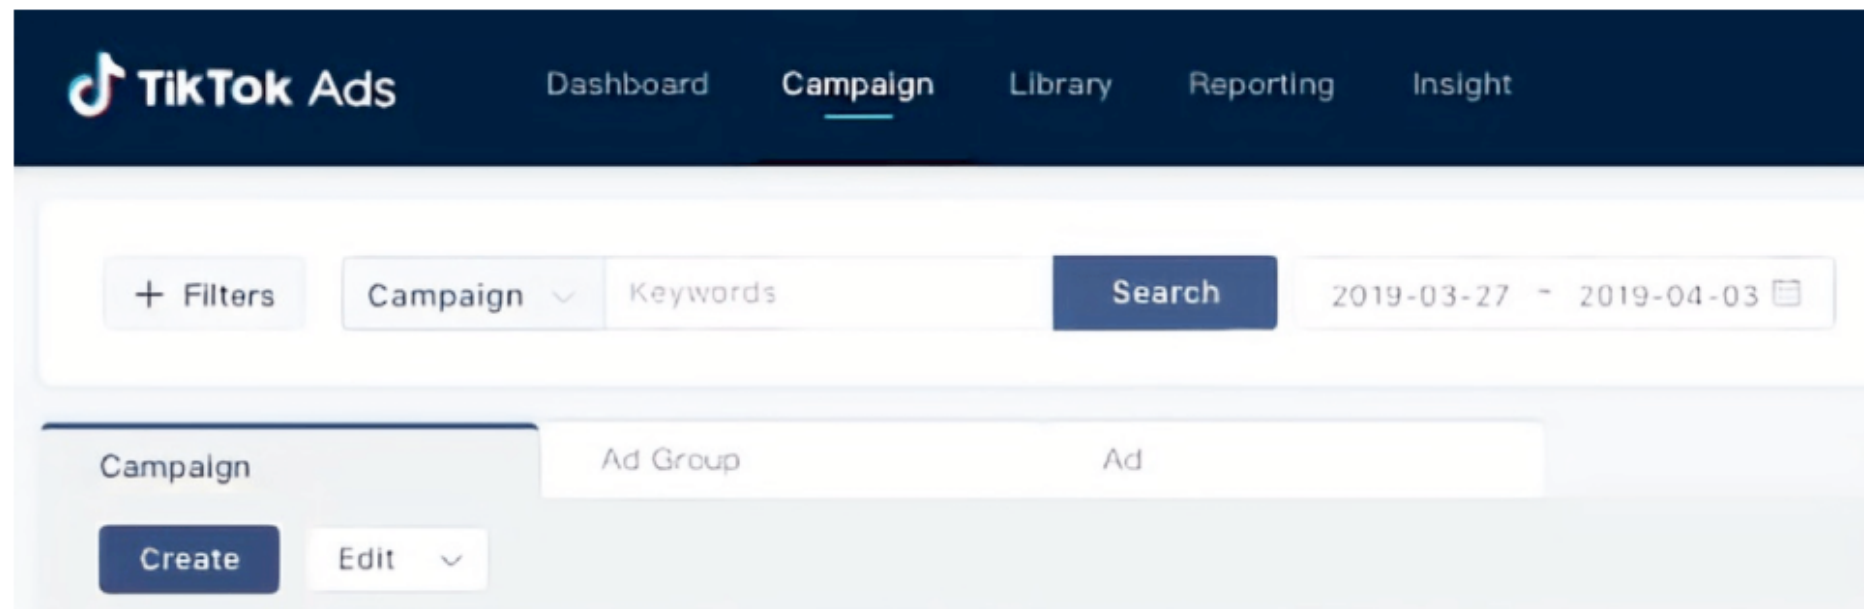 TikTok Ads Dashboard Campaign Library Reporting Insight
+ Filters Campaign Keywords Search 2019-03-27 ~ 2019-04-03
Campaign Ad Group Ad
Create Edit